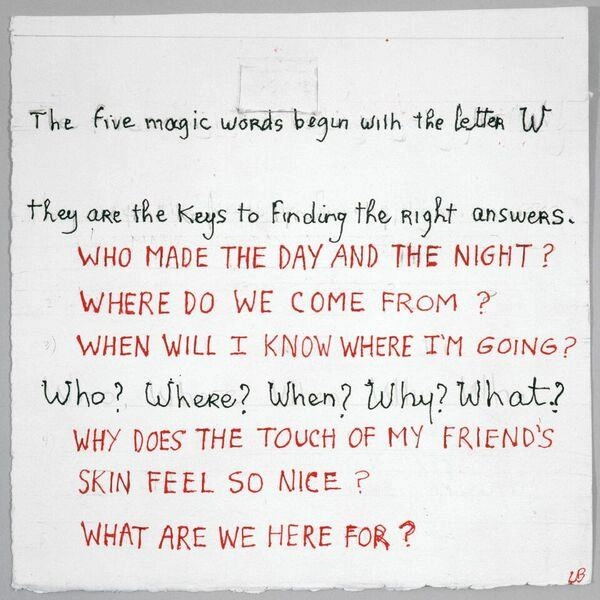 The five magic words begin with the letter W
They are the Keys to finding the right answers.
WHO MADE THE DAY AND THE NIGHT ?
WHERE DO WE COME FROM ?
WHEN WILL I KNOW WHERE I'M GOING?
Who? Where? When? Why? What?
WHY DOES THE TOUCH OF MY FRIEND'S
SKIN FEEL SO NICE ?
WHAT ARE WE HERE FOR ?
LB